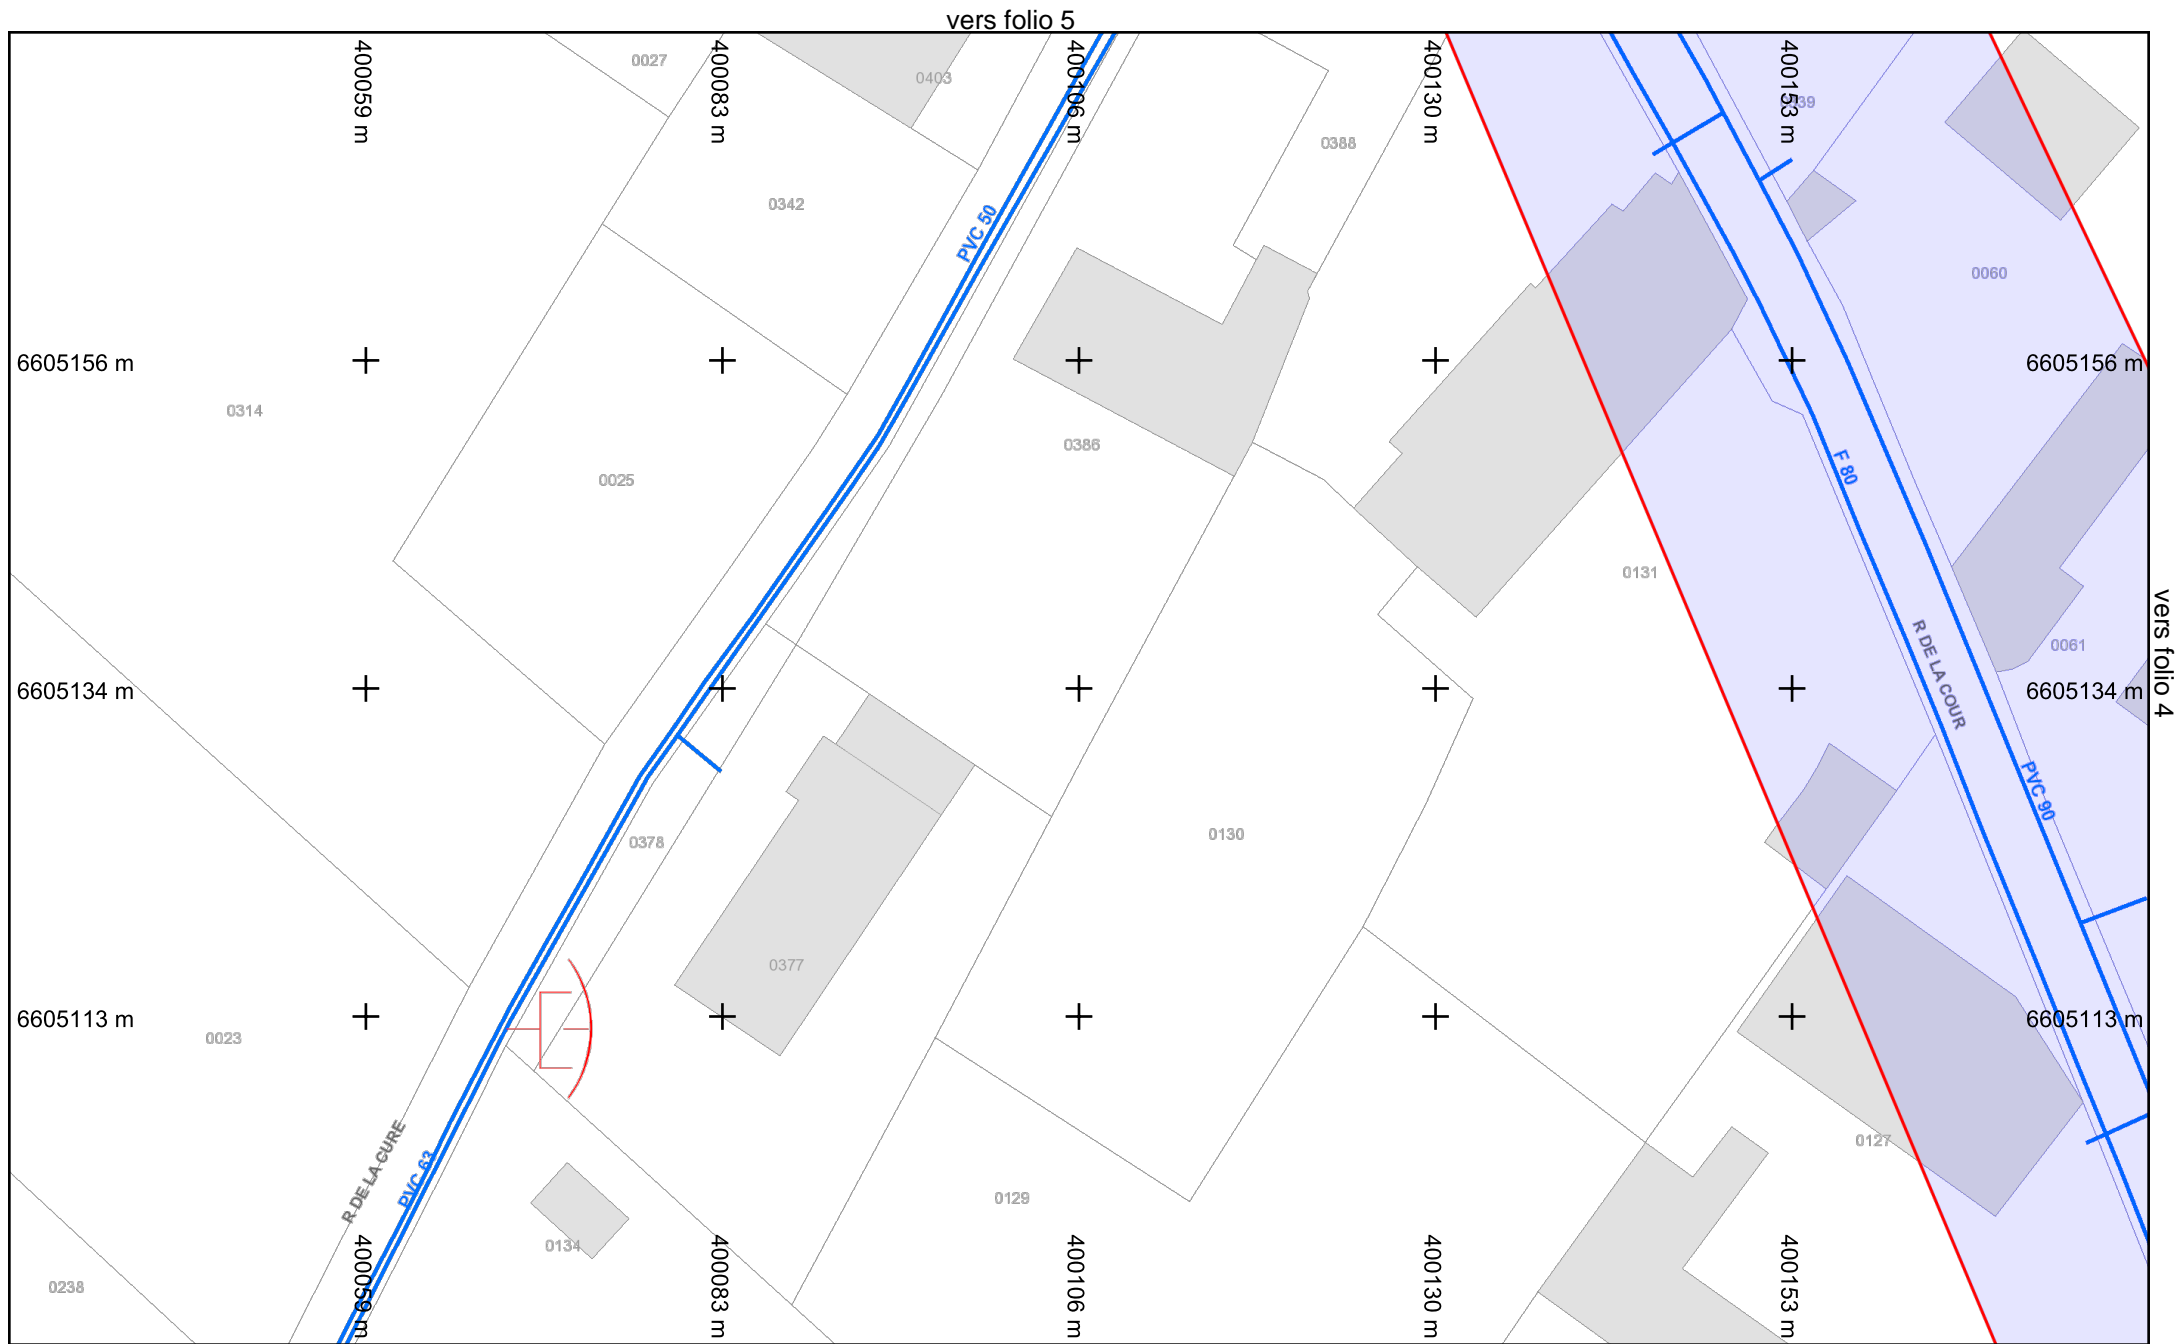 vers folio 5
400059 m
400083 m
400106 m
400130 m
400153 m
0027
0403
0388
0342
0060
PVC 50
6605156 m
6605156 m
0314
0386
0025
F 80
0131
vers folio 4
R DE LA COUR
0061
6605134 m
6605134 m
PVC 90
0378
0130
0377
6605113 m
6605113 m
0023
R DE LA CURE
PVC 63
0127
0129
0134
0238
400059 m
400083 m
400106 m
400130 m
400153 m